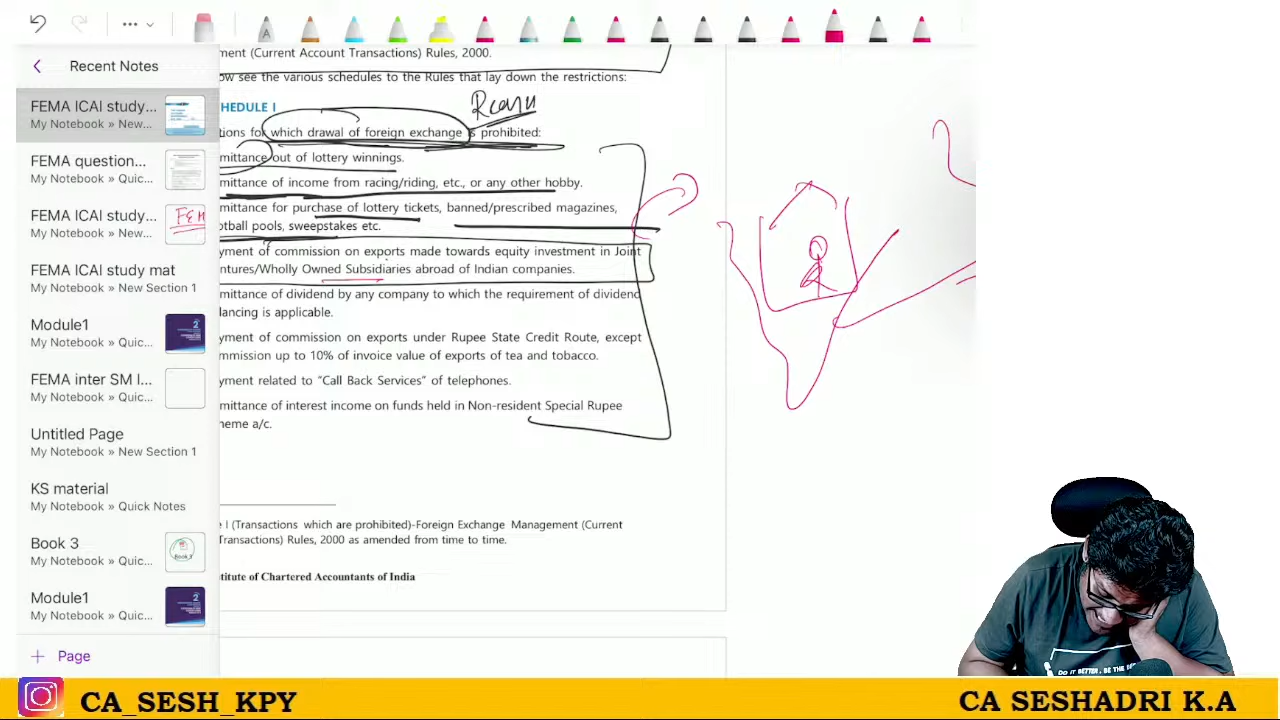 Recent Notes
FEMA ICAI study...
My Notebook » New...
FEMA question...
My Notebook » Quic...
FEMA ICAI study...
My Notebook » New...
FEMA ICAI study mat
My Notebook » New Section 1
Module1
My Notebook » Quic...
FEMA inter SM I...
My Notebook » Quic...
Untitled Page
My Notebook » New Section 1
KS material
My Notebook » Quick Notes
Book 3
My Notebook » Quic...
Book 3
Module1
My Notebook » Quic...
+ Page
A
ment (Current Account Transactions) Rules, 2000.
ow see the various schedules to the Rules that lay down the restrictions:
HEDULE I
tions for which drawal of foreign exchange is prohibited:
mittance out of lottery winnings.
mittance of income from racing/riding, etc., or any other hobby.
mittance for purchase of lottery tickets, banned/prescribed magazines,
otball pools, sweepstakes etc.
yment of commission on exports made towards equity investment in Joint
ntures/Wholly Owned Subsidiaries abroad of Indian companies.
mittance of dividend by any company to which the requirement of dividend
lancing is applicable.
yment of commission on exports under Rupee State Credit Route, except
mmission up to 10% of invoice value of exports of tea and tobacco.
yment related to “Call Back Services” of telephones.
mittance of interest income on funds held in Non-resident Special Rupee
heme a/c.
e I (Transactions which are prohibited)-Foreign Exchange Management (Current
Transactions) Rules, 2000 as amended from time to time.
stitute of Chartered Accountants of India
CA_SESH_KPY
CA SESHADRI K.A